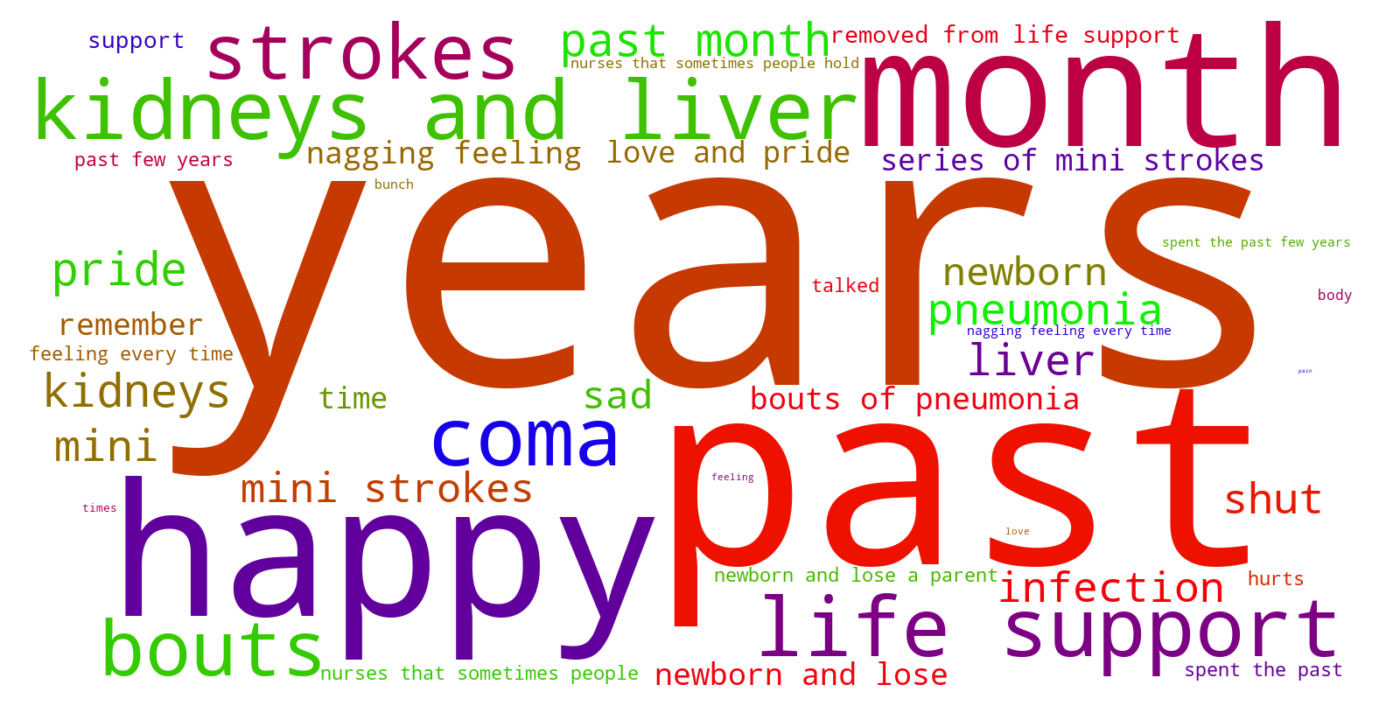 support
strokes
past month
removed from life support
nurses that sometimes people hold
month
kidneys and liver
past few years
nagging feeling
love and pride
series of mini strokes
bunch
years
spent the past few years
pride
newborn
talked
body
pneumonia
remember
nagging feeling every time
feeling every time
liver
pain
kidneys
time
sad
bouts of pneumonia
coma
mini
past
mini strokes
feeling
happy
shut
times
love
newborn and lose a parent
infection
hurts
life support
bouts
nurses that sometimes people
newborn and lose
spent the past